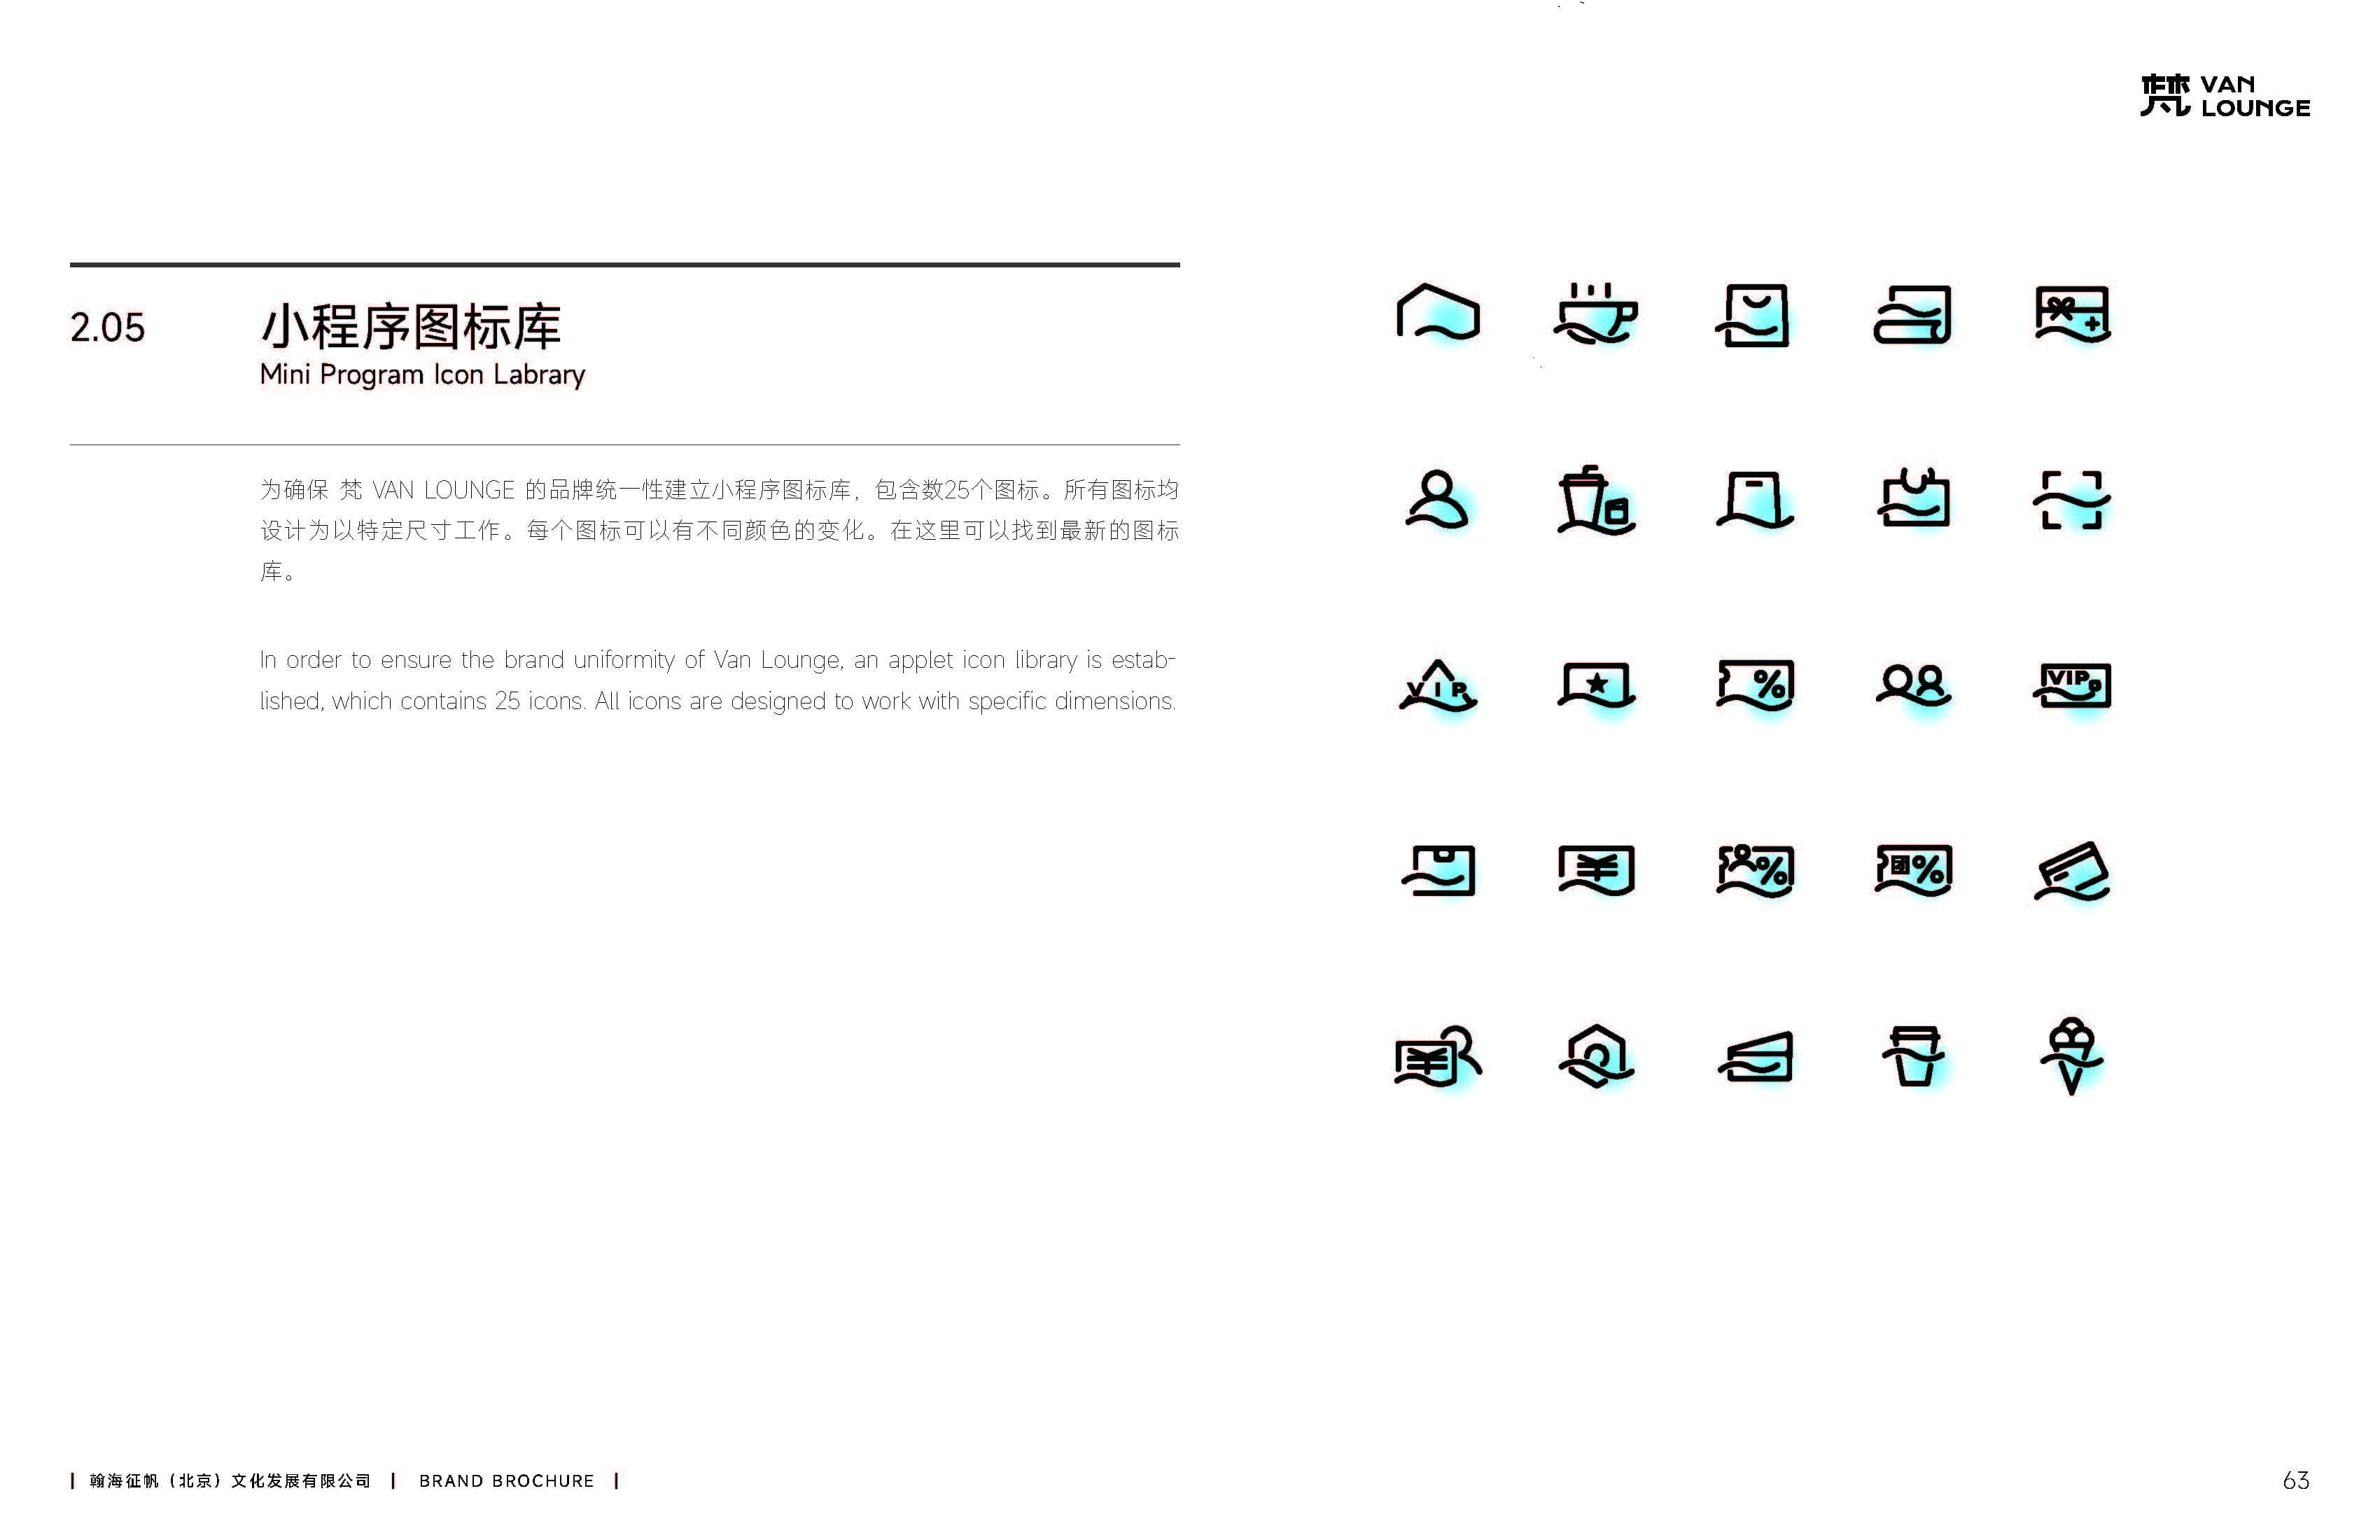 梵 VAN
LOUNGE
2.05
小程序图标库
Mini Program Icon Labrary
为确保 梵 VAN LOUNGE 的品牌统一性建立小程序图标库，包含数25个图标。所有图标均
设计为以特定尺寸工作。每个图标可以有不同颜色的变化。在这里可以找到最新的图标
库。
In order to ensure the brand uniformity of Van Lounge, an applet icon library is estab-
lished, which contains 25 icons. All icons are designed to work with specific dimensions.
VIP
%
VIP
¥
%
团%
¥
| 翰海征帆（北京）文化发展有限公司 | BRAND BROCHURE |
63